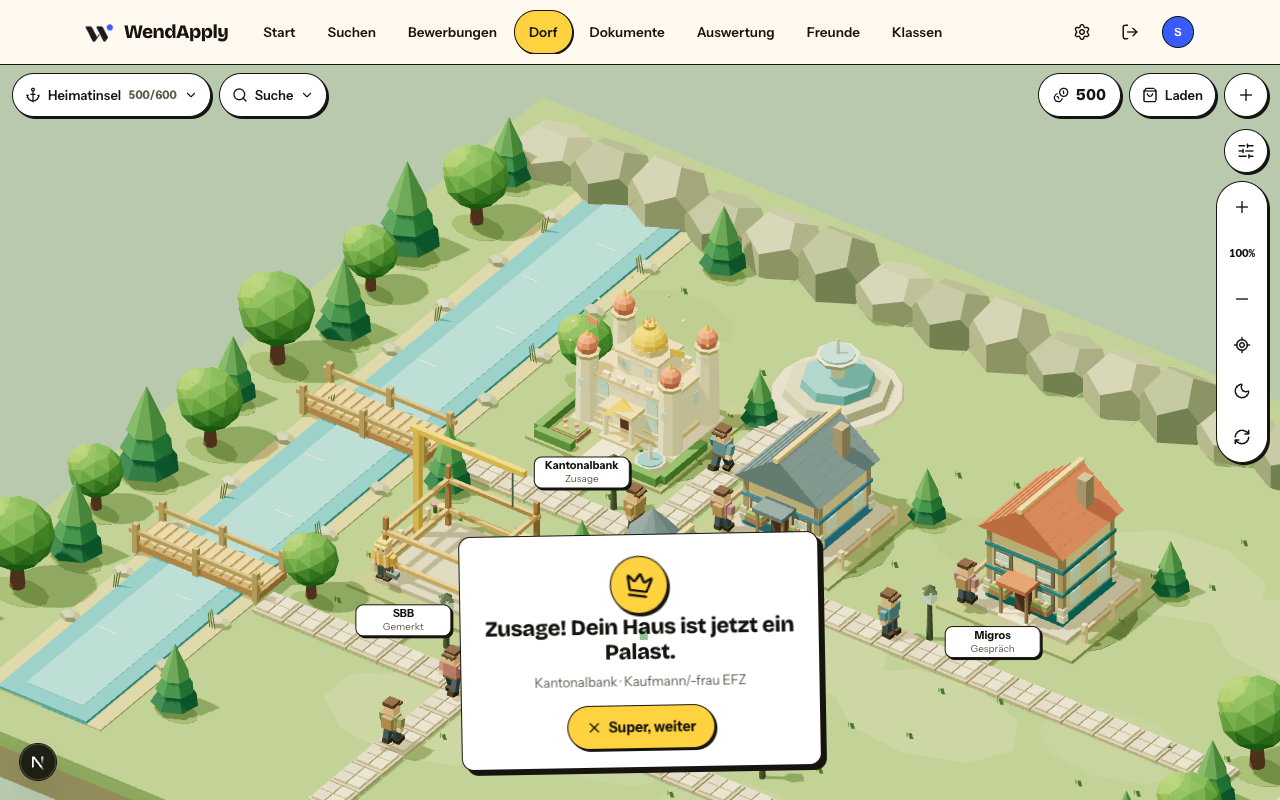 WendApply
Start
Suchen
Bewerbungen
Dorf
Dokumente
Auswertung
Freunde
Klassen
S
Heimatinsel 500/600
Suche
500
Laden
100%
Kantonalbank
Zusage
SBB
Gemerkt
Migros
Gespräch
Zusage! Dein Haus ist jetzt ein
Palast.
Kantonalbank · Kaufmann/-frau EFZ
Super, weiter
N